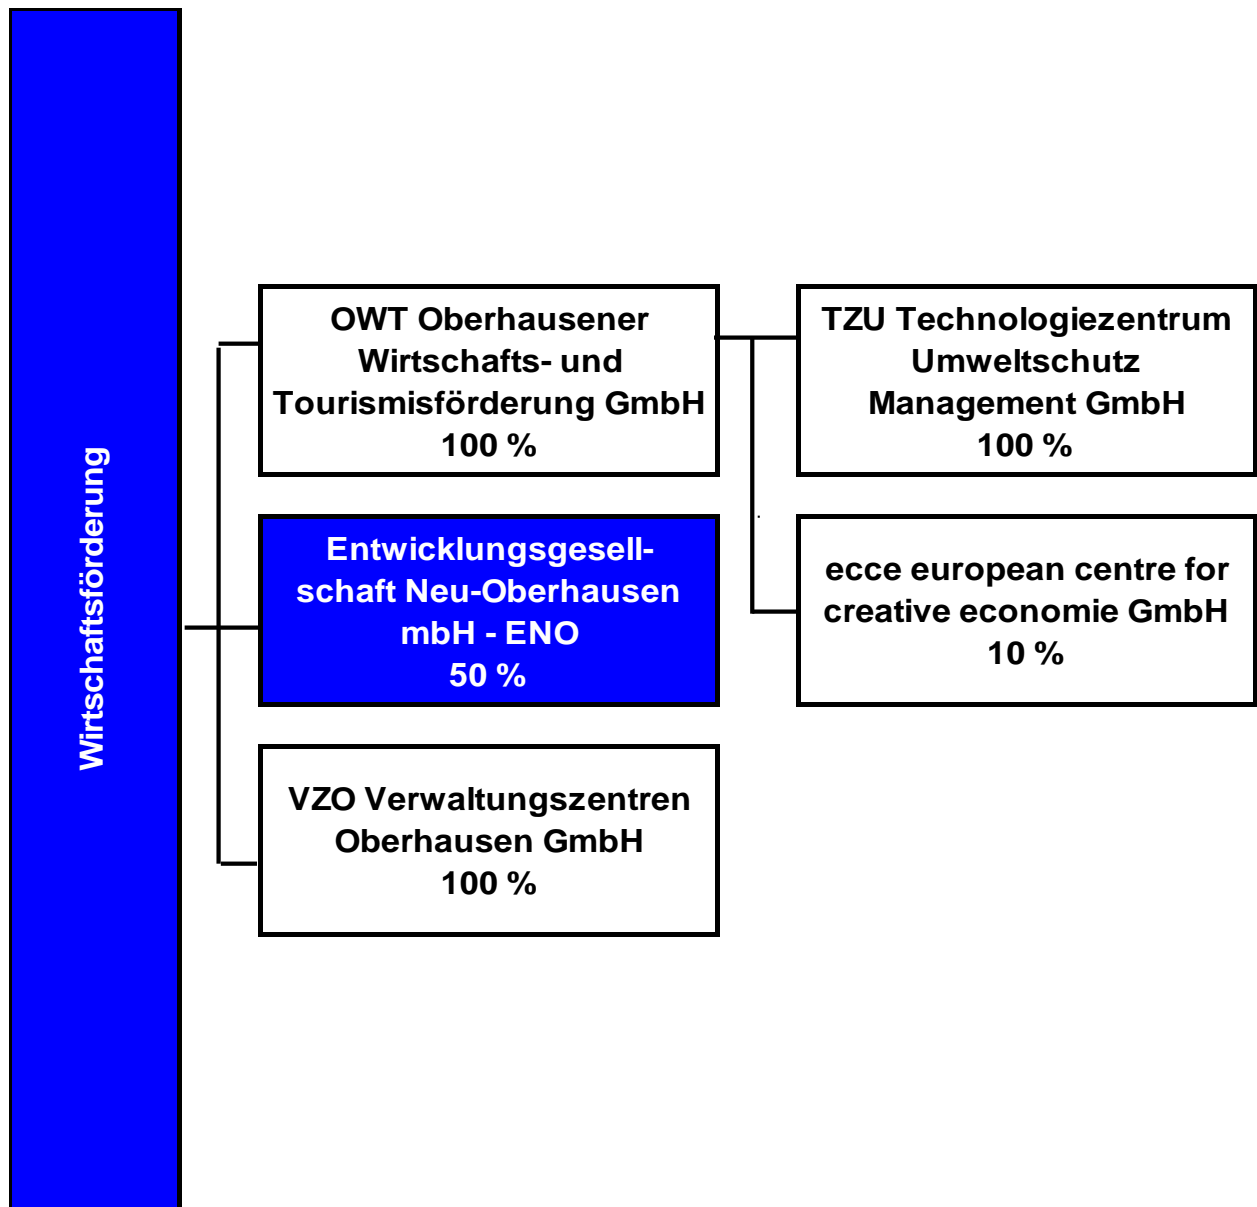 Wirtschaftsförderung
OWT Oberhausener
Wirtschafts- und
Tourismisförderung GmbH
100 %
TZU Technologiezentrum
Umweltschutz
Management GmbH
100 %
Entwicklungsgesell-
schaft Neu-Oberhausen
mbH - ENO
50 %
ecce european centre for
creative economie GmbH
10 %
VZO Verwaltungszentren
Oberhausen GmbH
100 %